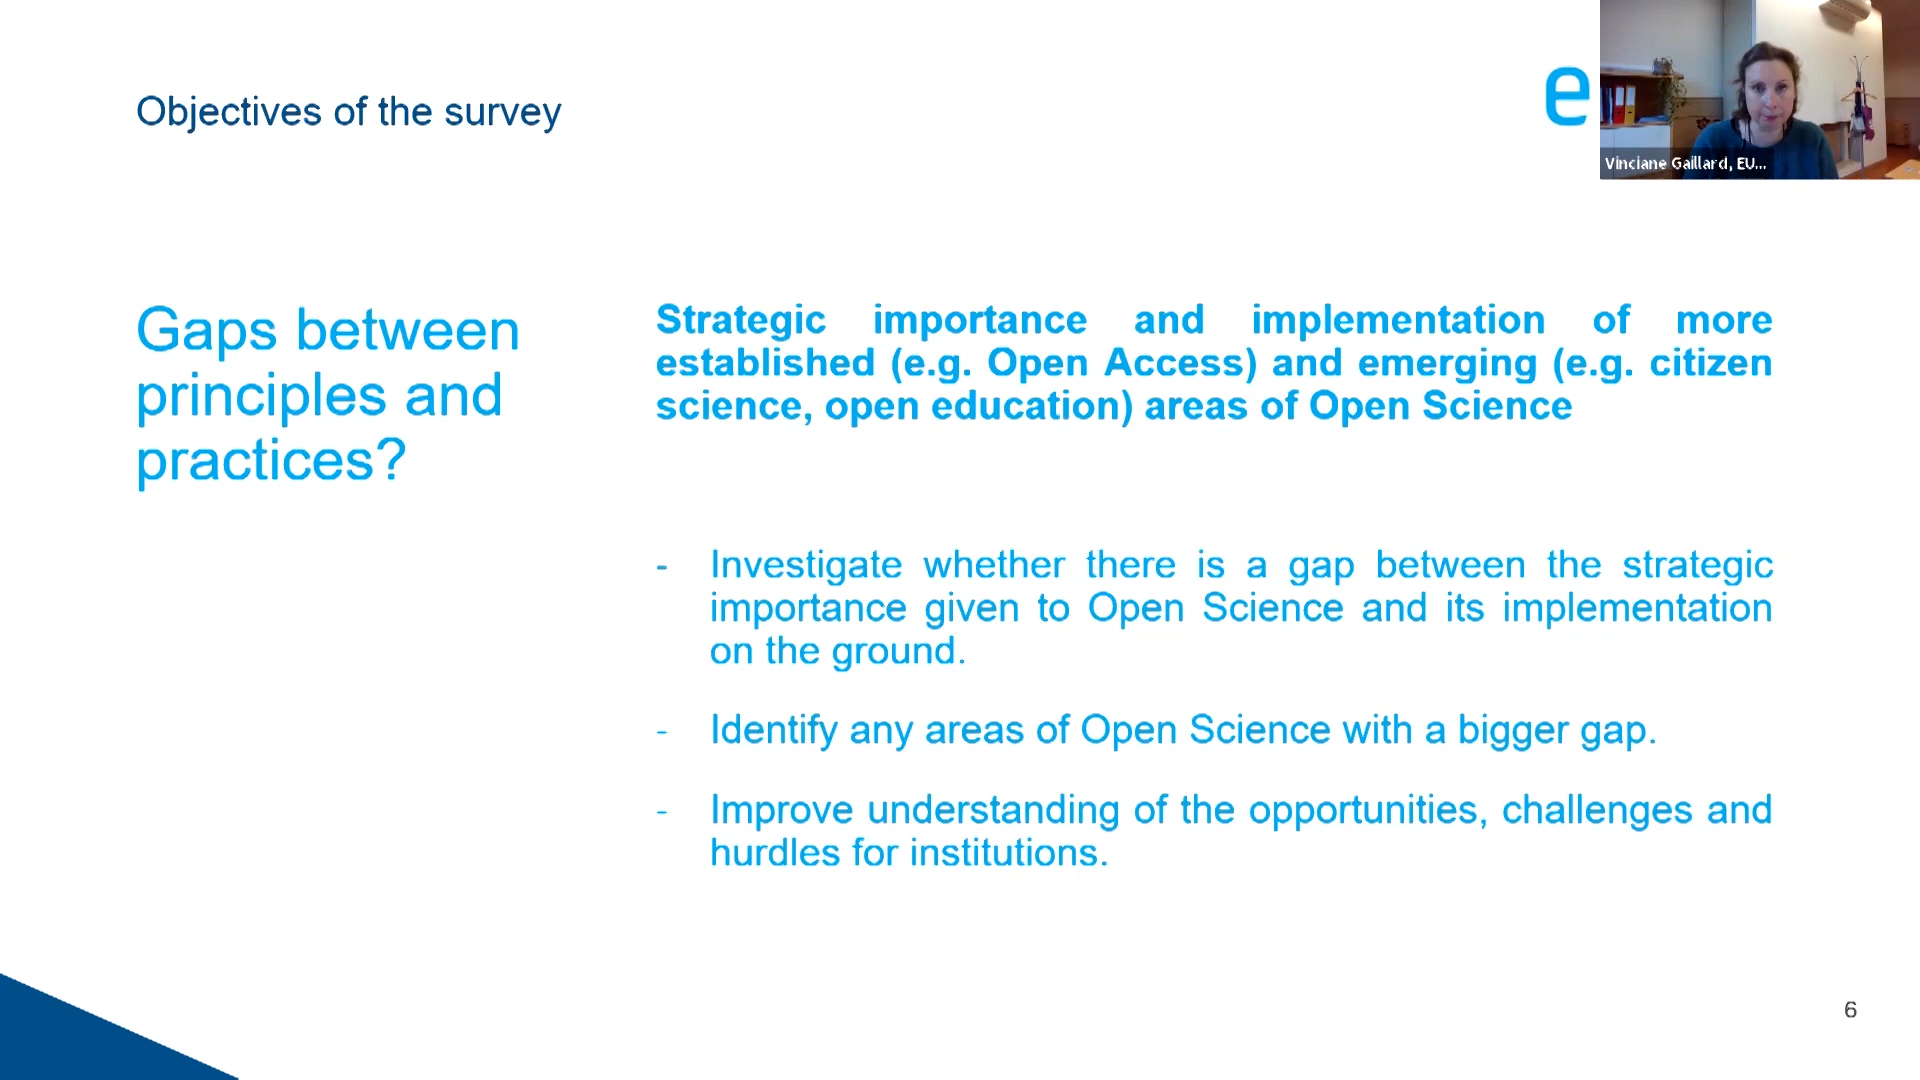 Objectives of the survey
e
Vinciane Gaillard, EU...
Gaps between
principles and
practices?
Strategic importance and implementation of more
established (e.g. Open Access) and emerging (e.g. citizen
science, open education) areas of Open Science
- Investigate whether there is a gap between the strategic
importance given to Open Science and its implementation
on the ground.
- Identify any areas of Open Science with a bigger gap.
- Improve understanding of the opportunities, challenges and
hurdles for institutions.
6